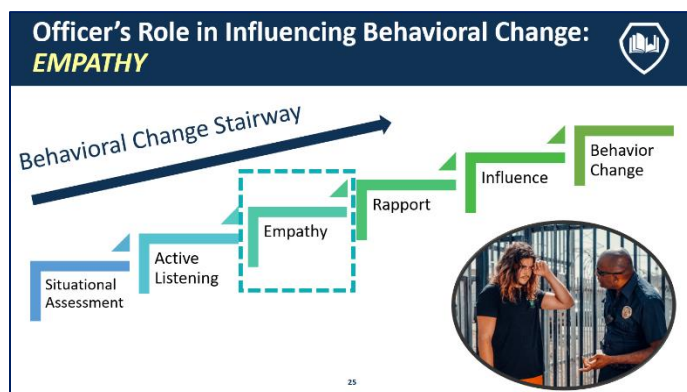 Officer's Role in Influencing Behavioral Change:
EMPATHY
Behavioral Change Stairway
Situational
Assessment
Active
Listening
Empathy
Rapport
Influence
Behavior
Change
25